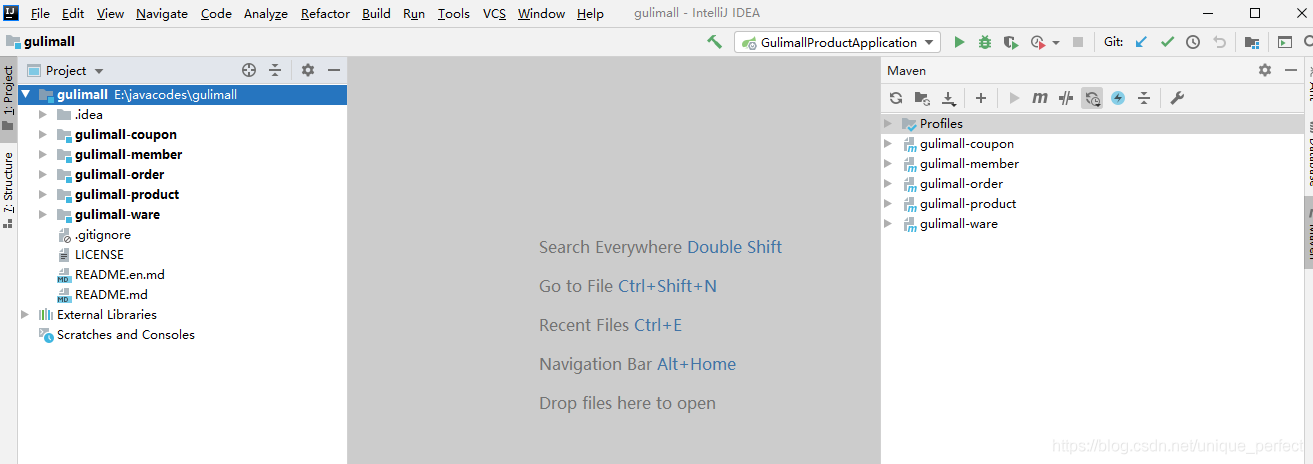 File Edit View Navigate Code Analyze Refactor Build Run Tools VCS Window Help gulimall - IntelliJ IDEA
gulimall
GulimallProductApplication
Git:
1: Project
7: Structure
Project
gulimall E:\javacodes\gulimall
.idea
gulimall-coupon
gulimall-member
gulimall-order
gulimall-product
gulimall-ware
.gitignore
LICENSE
README.en.md
README.md
External Libraries
Scratches and Consoles
Search Everywhere Double Shift
Go to File Ctrl+Shift+N
Recent Files Ctrl+E
Navigation Bar Alt+Home
Drop files here to open
Maven
Profiles
gulimall-coupon
gulimall-member
gulimall-order
gulimall-product
gulimall-ware
Database
Maven
https://blog.csdn.net/unique_perfect